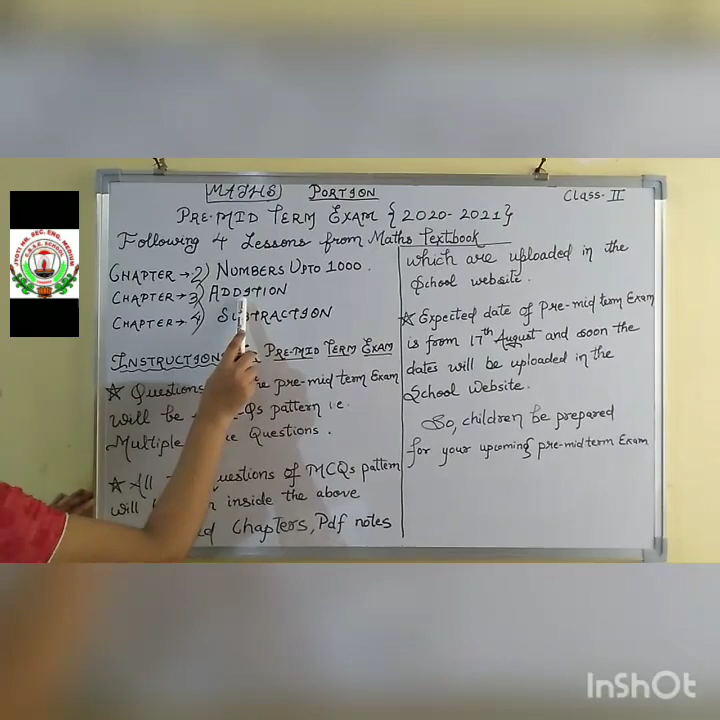 MATHS PORTION
Class-II
PRE-MID TERM EXAM {2020-2021}
Following 4 Lessons from Maths Textbook
CHAPTER → 2) NUMBERS UPTO 1000.
CHAPTER → 3) ADDITION
CHAPTER → 4) SUBTRACTION
INSTRUCTION PRE-MID TERM EXAM
☆ Questions pre-mid term Exam
will be pattern i.e.
Multiple Questions.
☆ All questions of MCQs pattern
will inside the above
Chapters, Pdf notes
which are uploaded in the
School website.
☆ Expected date of Pre-mid term Exam
is from 17th August and soon the
dates will be uploaded in the
School Website.
So, children be prepared
for your upcoming pre-mid term Exam
InShOt